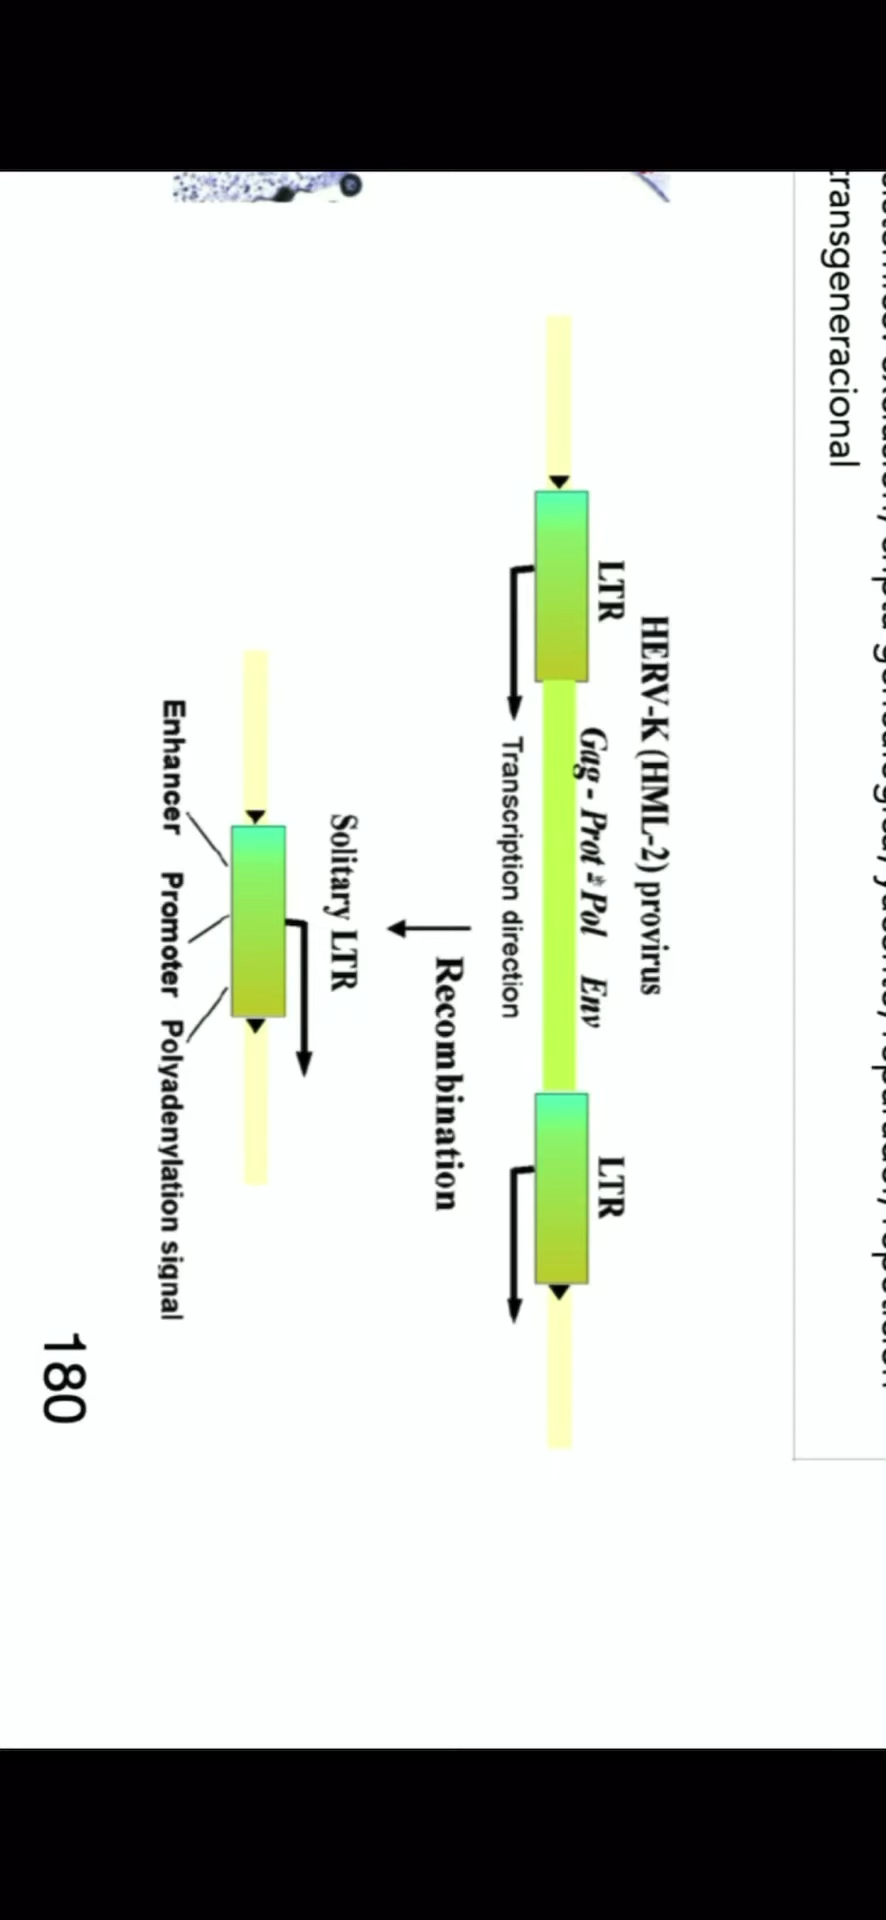 transgeneracional
HERV-K (HML-2) provirus
LTR
LTR
Gag - Prot * Pol Env
Transcription direction
Recombination
Solitary LTR
Enhancer Promoter Polyadenylation signal
180